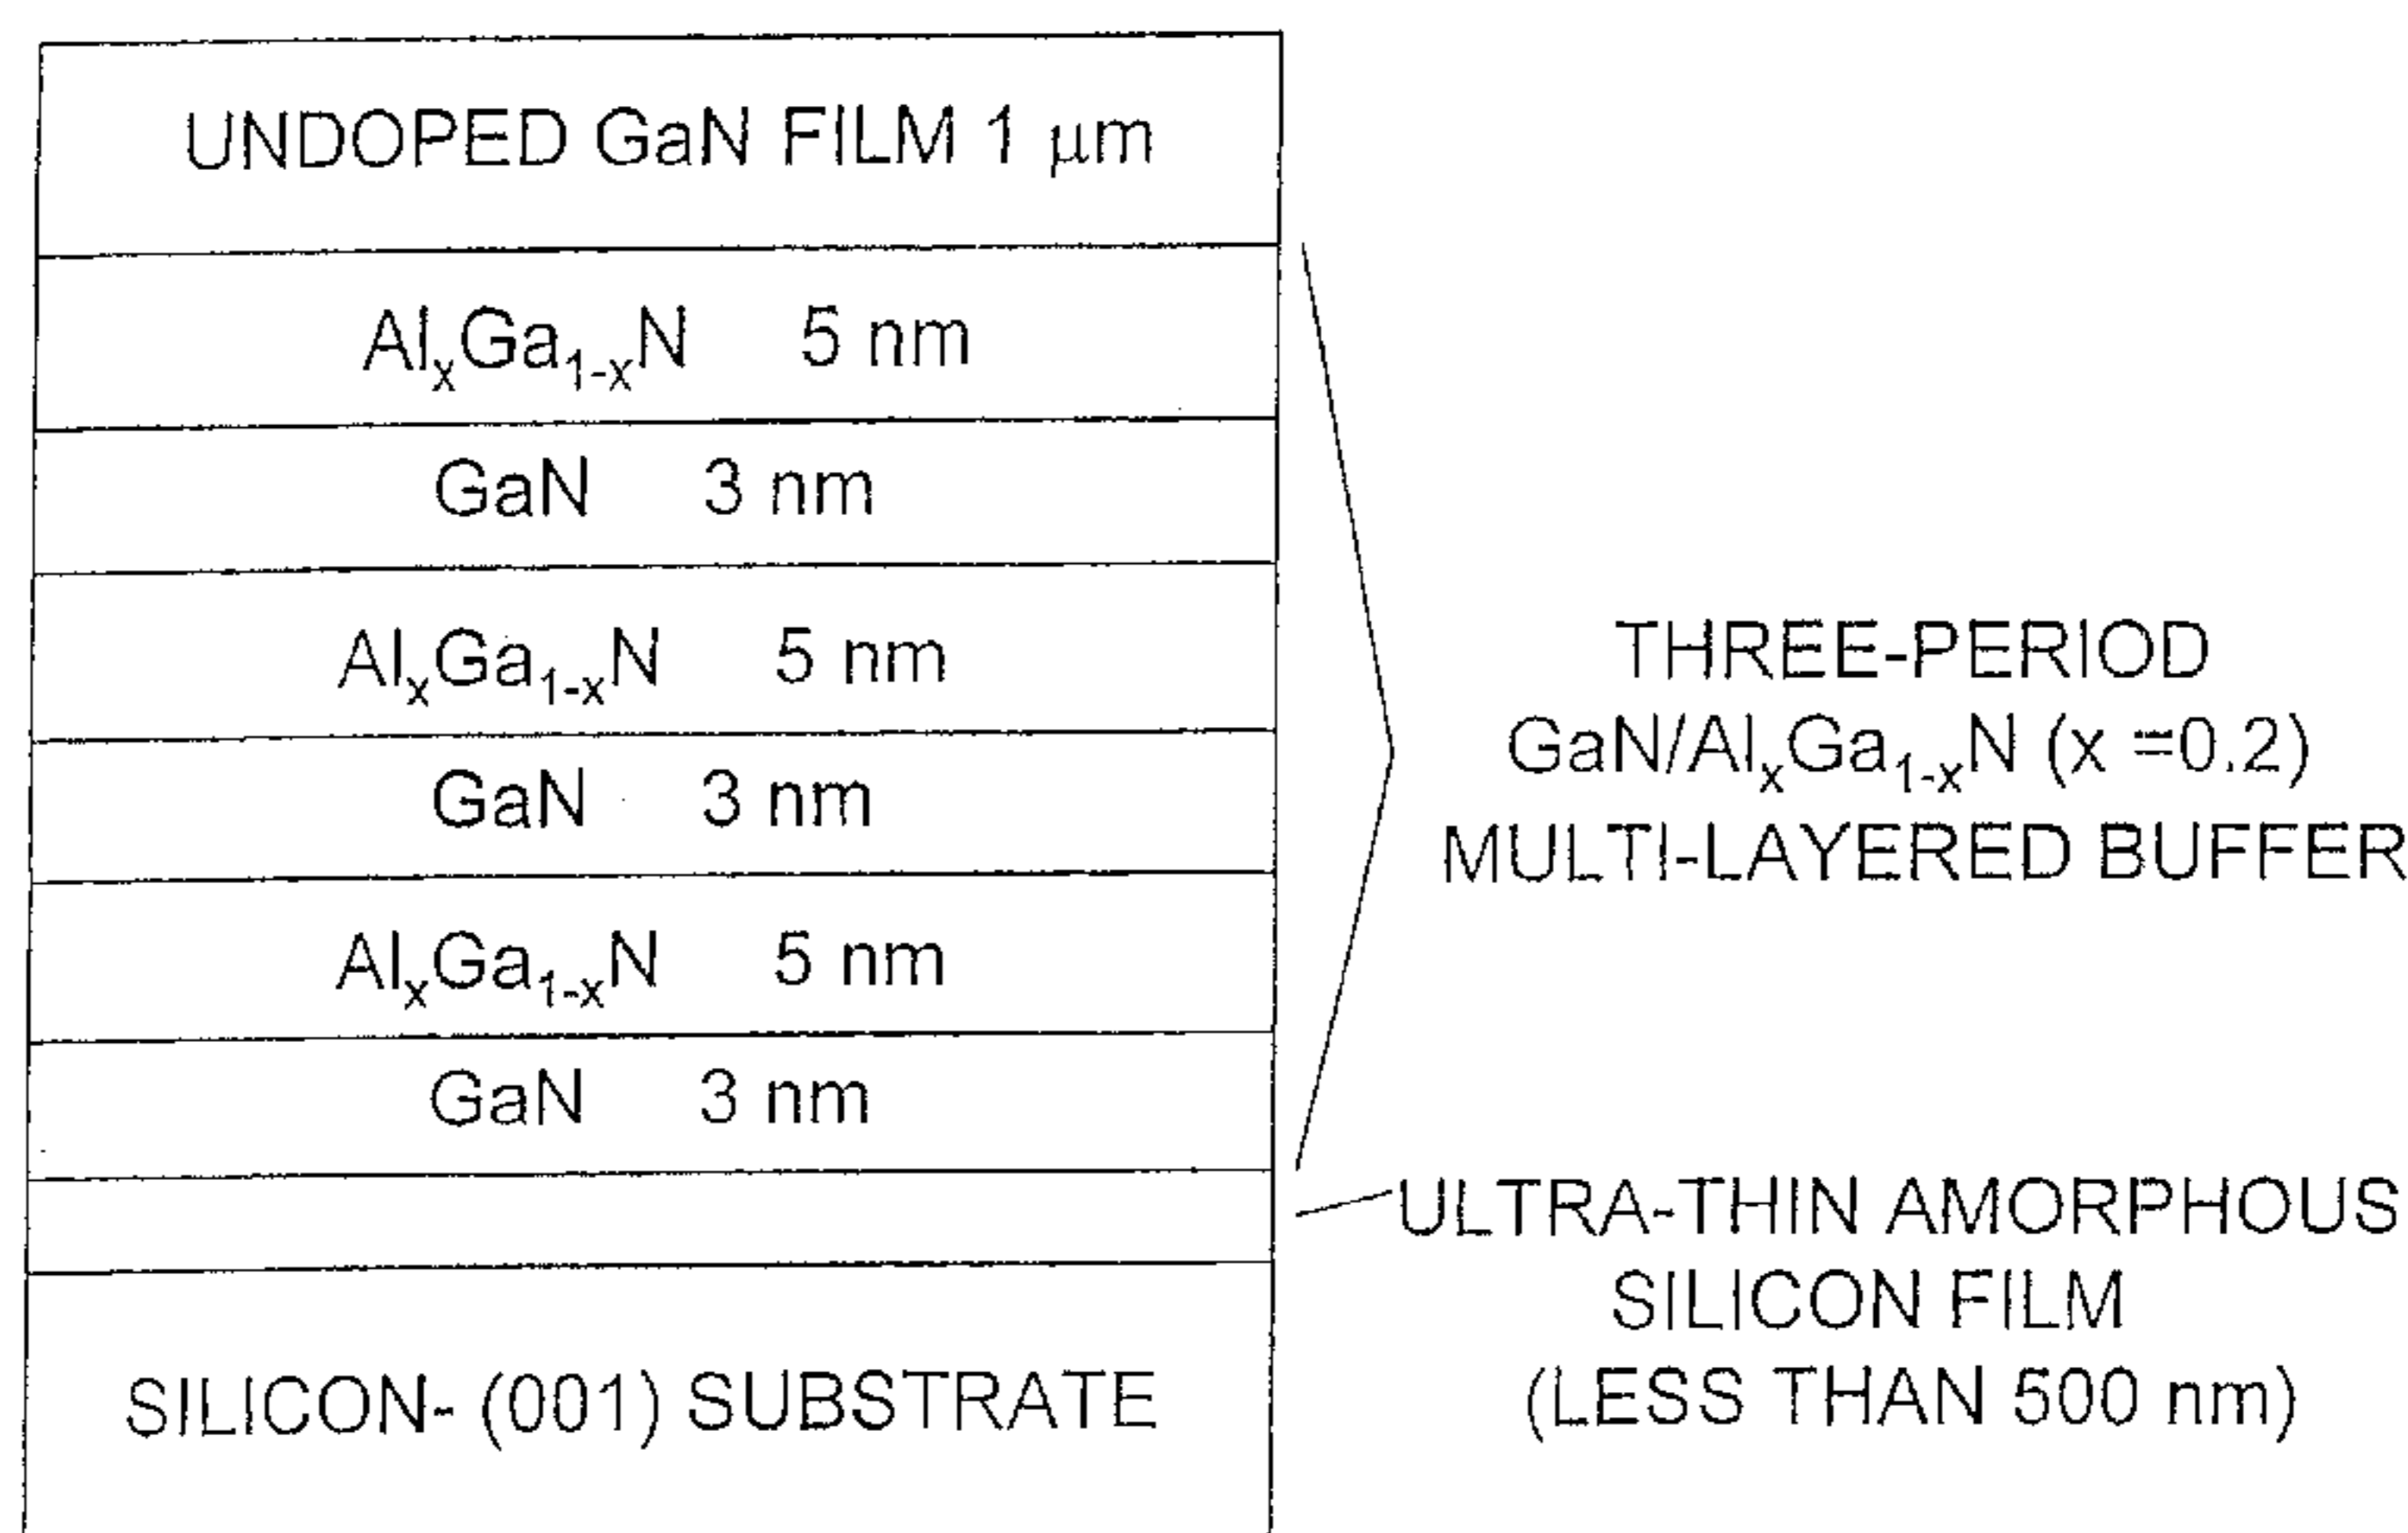 UNDOPED GaN FILM 1 μm
AlₓGa₁₋ₓN 5 nm
GaN 3 nm
AlₓGa₁₋ₓN 5 nm
GaN 3 nm
AlₓGa₁₋ₓN 5 nm
GaN 3 nm
SILICON- (001) SUBSTRATE
THREE-PERIOD
GaN/AlₓGa₁₋ₓN (x =0.2)
MULTI-LAYERED BUFFER
ULTRA-THIN AMORPHOUS
SILICON FILM
(LESS THAN 500 nm)